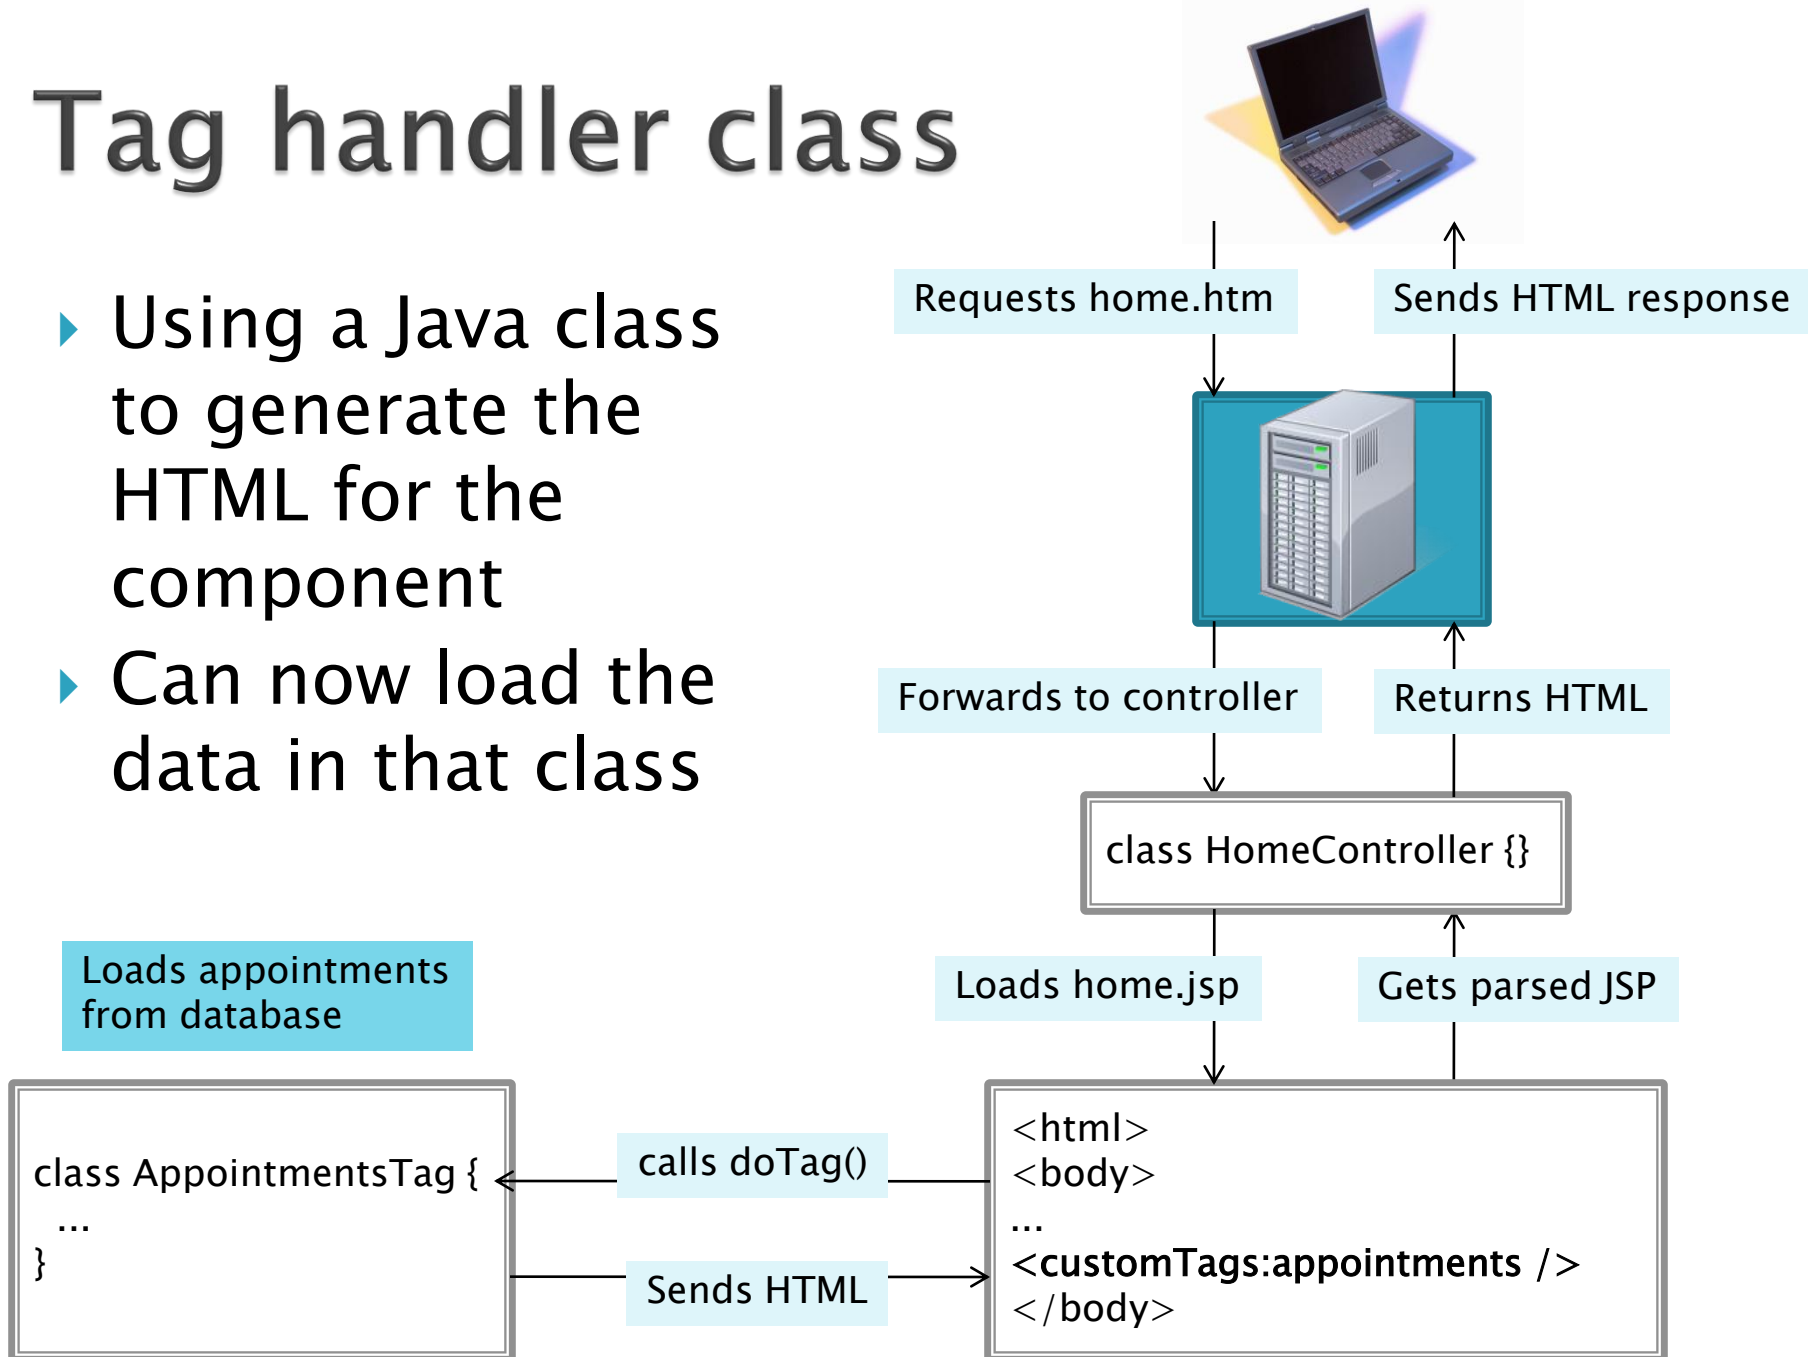 Tag handler class
Using a Java class
to generate the
HTML for the
component
Can now load the
data in that class
Requests home.htm
Sends HTML response
Forwards to controller
Returns HTML
class HomeController {}
Loads home.jsp
Gets parsed JSP
Loads appointments
from database
class AppointmentsTag {
...
}
calls doTag()
Sends HTML
<html>
<body>
...
<customTags:appointments />
</body>